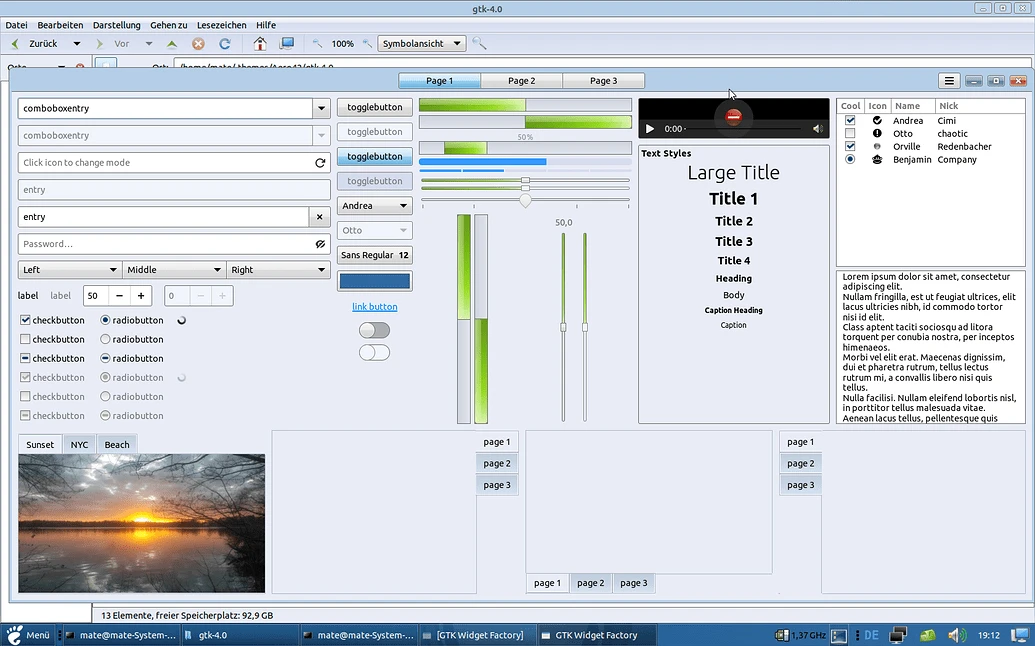 gtk-4.0
Datei Bearbeiten Darstellung Gehen zu Lesezeichen Hilfe
Zurück Vor 100% Symbolansicht
Page 1 Page 2 Page 3
comboboxentry
comboboxentry
Click icon to change mode
entry
entry
Password...
Left Middle Right
label label 50 − + 0 − +
checkbutton radiobutton
checkbutton radiobutton
checkbutton radiobutton
checkbutton radiobutton
checkbutton radiobutton
checkbutton radiobutton
togglebutton
togglebutton
togglebutton
togglebutton
Andrea
Otto
Sans Regular 12
link button
50%
50,0
0:00
Text Styles
Large Title
Title 1
Title 2
Title 3
Title 4
Heading
Body
Caption Heading
Caption
Cool Icon Name Nick
Andrea Cimi
Otto chaotic
Orville Redenbacher
Benjamin Company
Lorem ipsum dolor sit amet, consectetur
adipiscing elit.
Nullam fringilla, est ut feugiat ultrices, elit
lacus ultricies nibh, id commodo tortor
nisi id elit.
Class aptent taciti sociosqu ad litora
torquent per conubia nostra, per inceptos
himenaeos.
Morbi vel elit erat. Maecenas dignissim,
dui et pharetra rutrum, tellus lectus
rutrum mi, a convallis libero nisi quis
tellus.
Nulla facilisi. Nullam eleifend lobortis nisl,
in porttitor tellus malesuada vitae.
Aenean lacus tellus, pellentesque quis
Sunset NYC Beach
page 1
page 2
page 3
page 1 page 2 page 3
page 1
page 2
page 3
13 Elemente, freier Speicherplatz: 92,9 GB
Menü mate@mate-System-... gtk-4.0 mate@mate-System-... [GTK Widget Factory] GTK Widget Factory 1,37 GHz DE 19:12